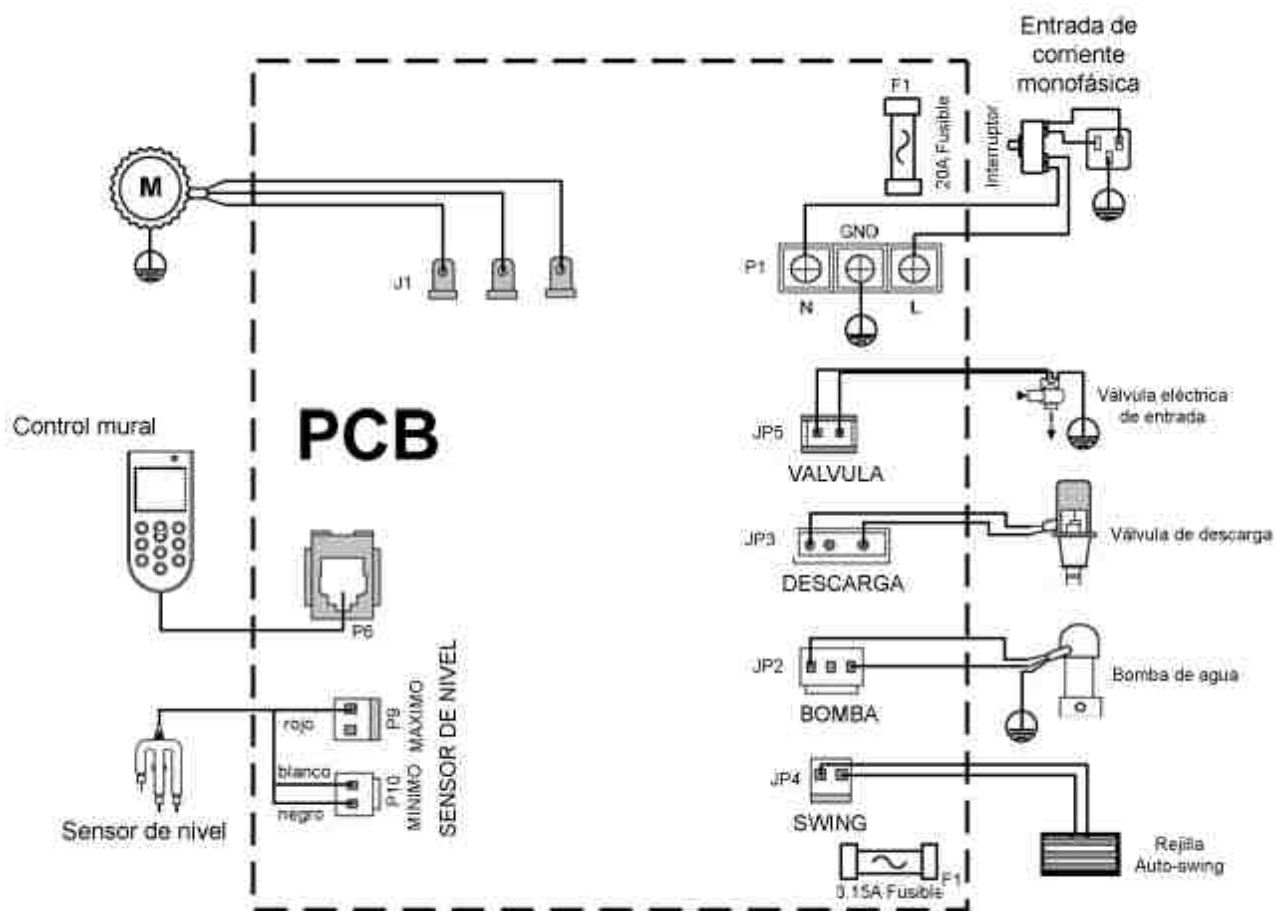 Entrada de
corriente
monofásica
F1
20A Fusible
Interruptor
M
GND
P1
J1
N
L
PCB
Control mural
Válvula eléctrica
de entrada
JP5
VALVULA
JP3
Válvula de descarga
DESCARGA
P6
JP2
Bomba de agua
BOMBA
rojo
P9
MAXIMO
blanco
P10
MINIMO
negro
SENSOR DE NIVEL
Sensor de nivel
JP4
SWING
Rejilla
Auto-swing
F1
3.15A Fusible